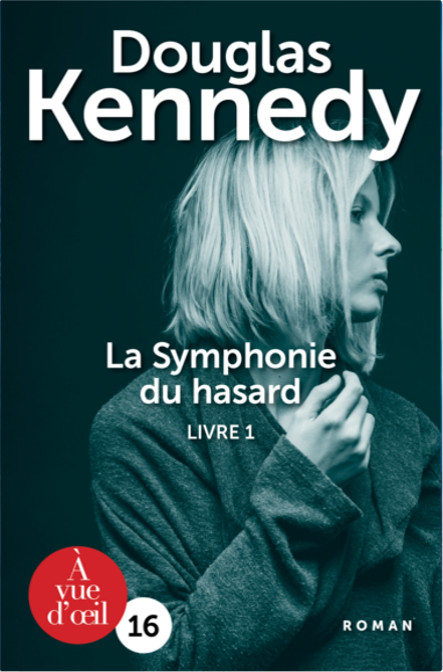 Douglas
Kennedy
La Symphonie
du hasard
LIVRE 1
À
vue
d'œil
16
ROMAN